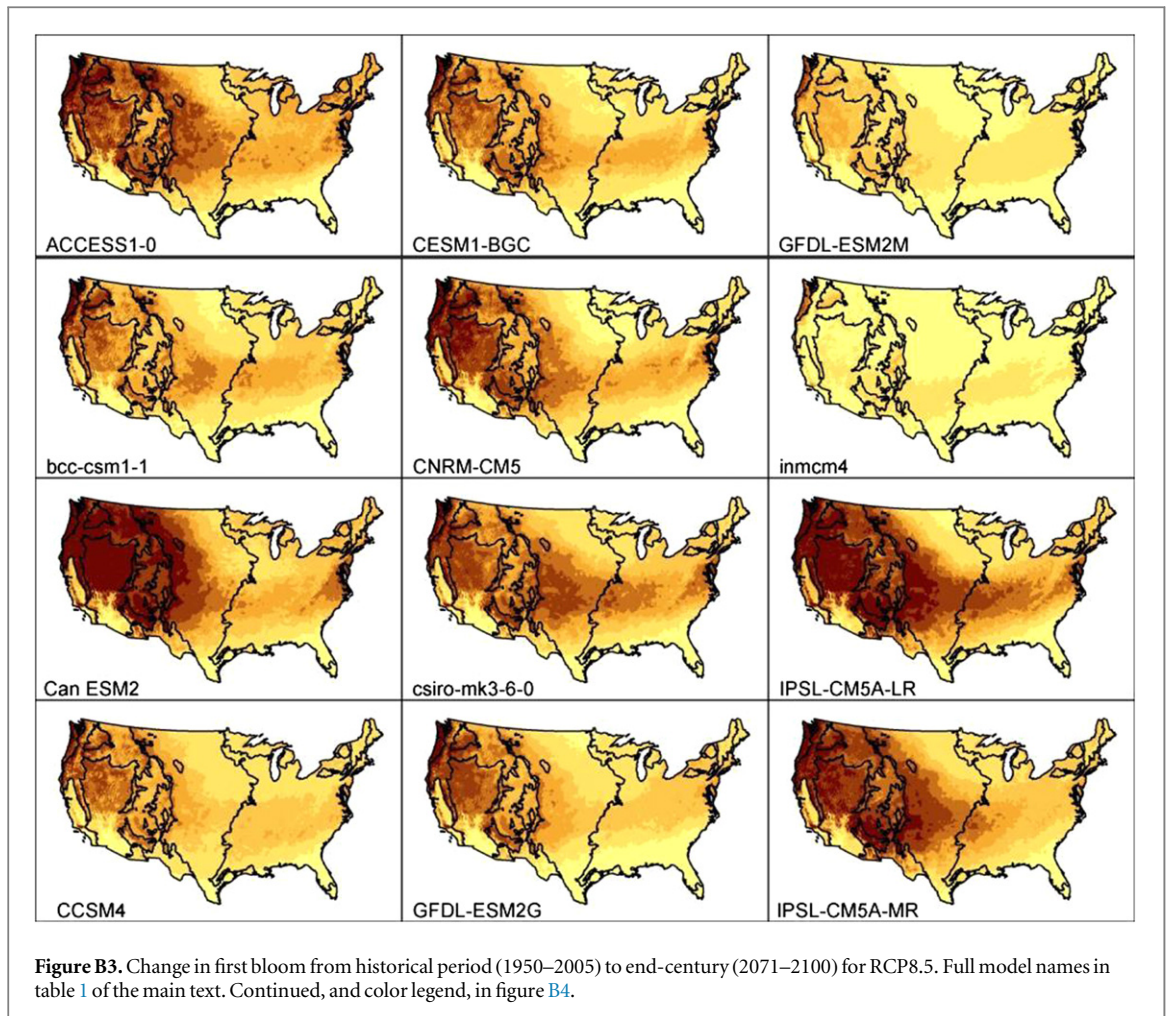 ACCESS1-0
CESM1-BGC
GFDL-ESM2M
bcc-csm1-1
CNRM-CM5
inmcm4
Can ESM2
csiro-mk3-6-0
IPSL-CM5A-LR
CCSM4
GFDL-ESM2G
IPSL-CM5A-MR
Figure B3. Change in first bloom from historical period (1950–2005) to end-century (2071–2100) for RCP8.5. Full model names in
table 1 of the main text. Continued, and color legend, in figure B4.